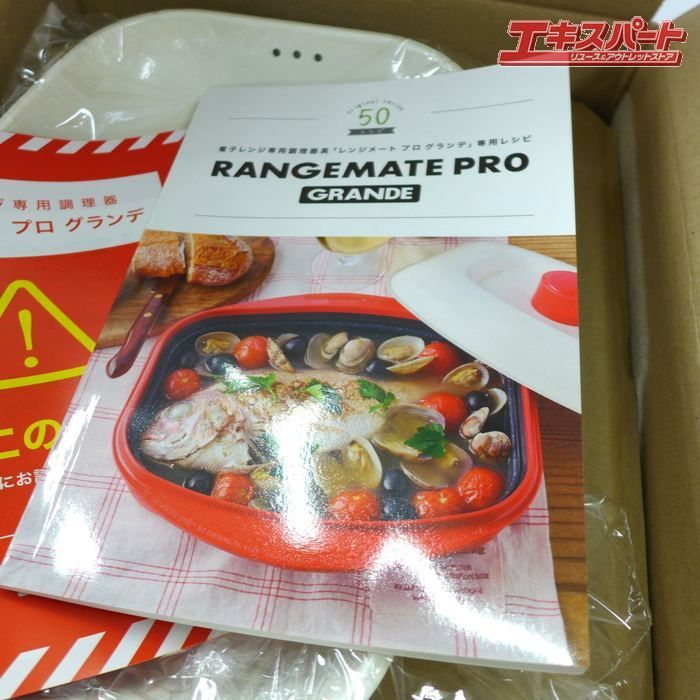 エキスパート
リユース&アウトレットストア
50
レシピ
電子レンジ専用調理器具「レンジメート プロ グランデ」専用レシピ
RANGEMATE PRO
GRANDE
ジ専用調理器
プロ グランデ
!
にお